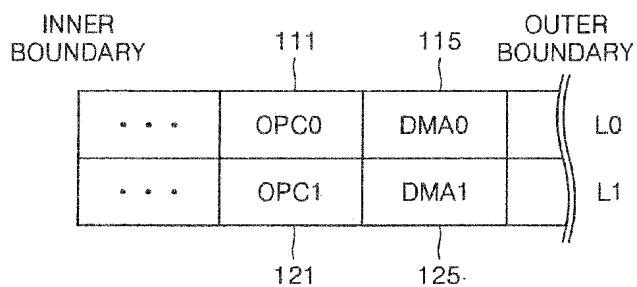 INNER BOUNDARY
111
115
OUTER BOUNDARY
• • •
OPC0
DMA0
L0
• • •
OPC1
DMA1
L1
121
125